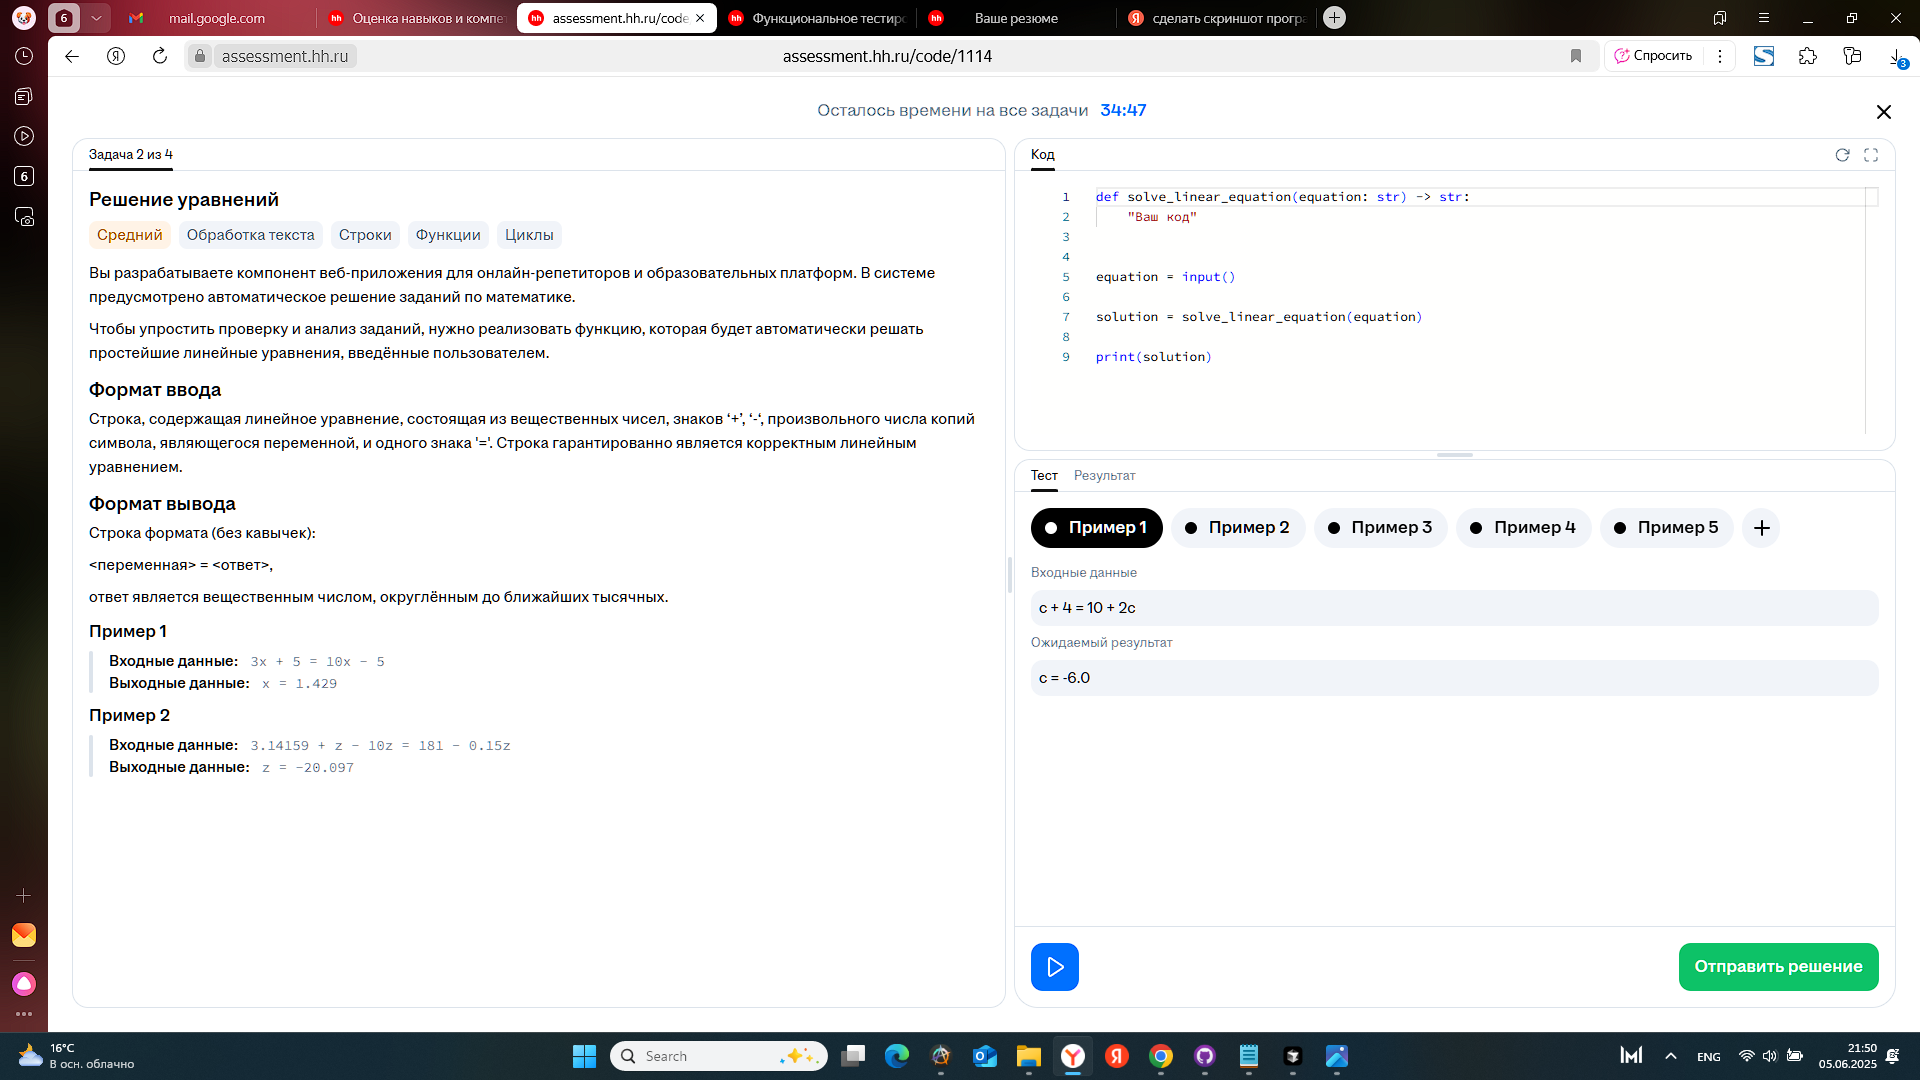 6
mail.google.com
Оценка навыков и компет
assessment.hh.ru/code
Функциональное тестиро
Ваше резюме
сделать скриншот програ
assessment.hh.ru
assessment.hh.ru/code/1114
Спросить
3
6
Осталось времени на все задачи 34:47
Задача 2 из 4
Решение уравнений
Средний Обработка текста Строки Функции Циклы
Вы разрабатываете компонент веб-приложения для онлайн-репетиторов и образовательных платформ. В системе
предусмотрено автоматическое решение заданий по математике.
Чтобы упростить проверку и анализ заданий, нужно реализовать функцию, которая будет автоматически решать
простейшие линейные уравнения, введённые пользователем.
Формат ввода
Строка, содержащая линейное уравнение, состоящая из вещественных чисел, знаков ‘+’, ‘-‘, произвольного числа копий
символа, являющегося переменной, и одного знака '='. Строка гарантированно является корректным линейным
уравнением.
Формат вывода
Строка формата (без кавычек):
<переменная> = <ответ>,
ответ является вещественным числом, округлённым до ближайших тысячных.
Пример 1
Входные данные: 3x + 5 = 10x - 5
Выходные данные: x = 1.429
Пример 2
Входные данные: 3.14159 + z - 10z = 181 - 0.15z
Выходные данные: z = -20.097
Код
1 def solve_linear_equation(equation: str) -> str:
2 "Ваш код"
3
4
5 equation = input()
6
7 solution = solve_linear_equation(equation)
8
9 print(solution)
Тест Результат
Пример 1 Пример 2 Пример 3 Пример 4 Пример 5
Входные данные
c + 4 = 10 + 2c
Ожидаемый результат
c = -6.0
Отправить решение
16°C
В осн. облачно
Search
ENG
21:50
05.06.2025